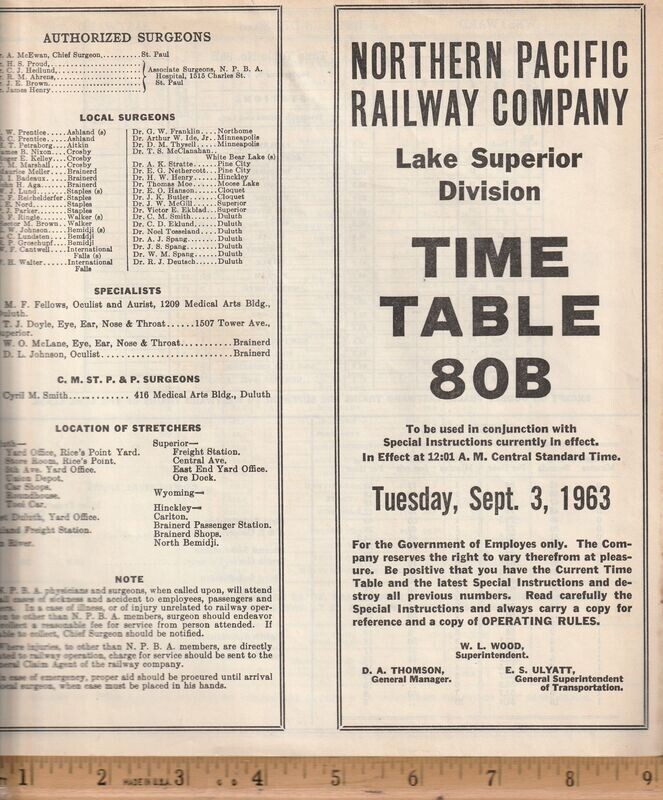 AUTHORIZED SURGEONS
A. McEwan, Chief Surgeon..........St. Paul
H. S. Proud,
C. J. Hedlund,
R. M. Ahrens,
J. E. Brown,
James Henry
Associate Surgeons, N. P. B. A.
Hospital, 1515 Charles St.
St. Paul
LOCAL SURGEONS
W. Prentice.....Ashland (s)
C. Prentice.....Ashland
T. Petraborg....Aitkin
B. Nixon....Crosby
E. Kelley....Crosby
M. Marshall....Crosby
Meller....Brainerd
I. Badeaux....Brainerd
H. Aga.......Brainerd
J. Lund......Staples (s)
F. Reichelderfer.Staples
E. Nord.......Staples
Parker.......Staples
F. Ringle....Walker (s)
M. Brown..Walker
W. Johnson....Bemidji (s)
C. Lundsten...Bemidji
P. Groschupf...Bemidji
F. Cantwell....International
Falls (s)
H. Walter......International
Falls
Dr. G. W. Franklin....Northome
Dr. Arthur W. Ide, Jr..Minneapolis
Dr. D. M. Thysell.....Minneapolis
Dr. T. S. McClanahan..
White Bear Lake (s)
Dr. A. K. Stratte......Pine City
Dr. E. G. Nethercott...Pine City
Dr. H. W. Henry......Hinckley
Dr. Thomas Moe......Moose Lake
Dr. E. O. Hanson......Cloquet
Dr. J. K. Butler.......Cloquet
Dr. J. W. McGill......Superior
Dr. Victor E. Ekblad...Superior
Dr. C. M. Smith.......Duluth
Dr. C. D. Eklund......Duluth
Dr. Noel Tosseland....Duluth
Dr. A. J. Spang........Duluth
Dr. J. S. Spang........Duluth
Dr. W. M. Spang......Duluth
Dr. R. J. Deutsch......Duluth
SPECIALISTS
M. F. Fellows, Oculist and Aurist, 1209 Medical Arts Bldg.,
T. J. Doyle, Eye, Ear, Nose & Throat......1507 Tower Ave.,
W. O. McLane, Eye, Ear, Nose & Throat...........Brainerd
D. L. Johnson, Oculist..........................Brainerd
C. M. ST. P. & P. SURGEONS
Cyril M. Smith............ 416 Medical Arts Bldg., Duluth
LOCATION OF STRETCHERS
Yard Office, Rice's Point Yard.
Store Room, Rice's Point.
Ave. Yard Office.
Union Depot.
Car Shops.
Roundhouse.
Tool Car.
Duluth, Yard Office.
Freight Station.
River.
Superior—
Freight Station.
Central Ave.
East End Yard Office.
Ore Dock.
Wyoming—
Hinckley—
Carlton.
Brainerd Passenger Station.
Brainerd Shops.
North Bemidji.
NOTE
P. B. A. physicians and surgeons, when called upon, will attend
cases of sickness and accident to employees, passengers and
In case of illness, or of injury unrelated to railway oper-
to other than N. P. B. A. members, surgeon should endeavor
collect a reasonable fee for service from person attended. If
to collect, Chief Surgeon should be notified.
Where injuries, to other than N. P. B. A. members, are directly
to railway operation, charge for service should be sent to the
Claim Agent of the railway company.
case of emergency, proper aid should be procured until arrival
surgeon, when case must be placed in his hands.
NORTHERN PACIFIC
RAILWAY COMPANY
Lake Superior
Division
TIME
TABLE
80B
To be used in conjunction with
Special Instructions currently in effect.
In Effect at 12:01 A. M. Central Standard Time.
Tuesday, Sept. 3, 1963
For the Government of Employes only. The Com-
pany reserves the right to vary therefrom at pleas-
ure. Be positive that you have the Current Time
Table and the latest Special Instructions and de-
stroy all previous numbers. Read carefully the
Special Instructions and always carry a copy for
reference and a copy of OPERATING RULES.
W. L. WOOD,
Superintendent.
D. A. THOMSON,
General Manager.
E. S. ULYATT,
General Superintendent
of Transportation.
1 2 MADE IN U.S.A. 3 4 5 6 7 8 9